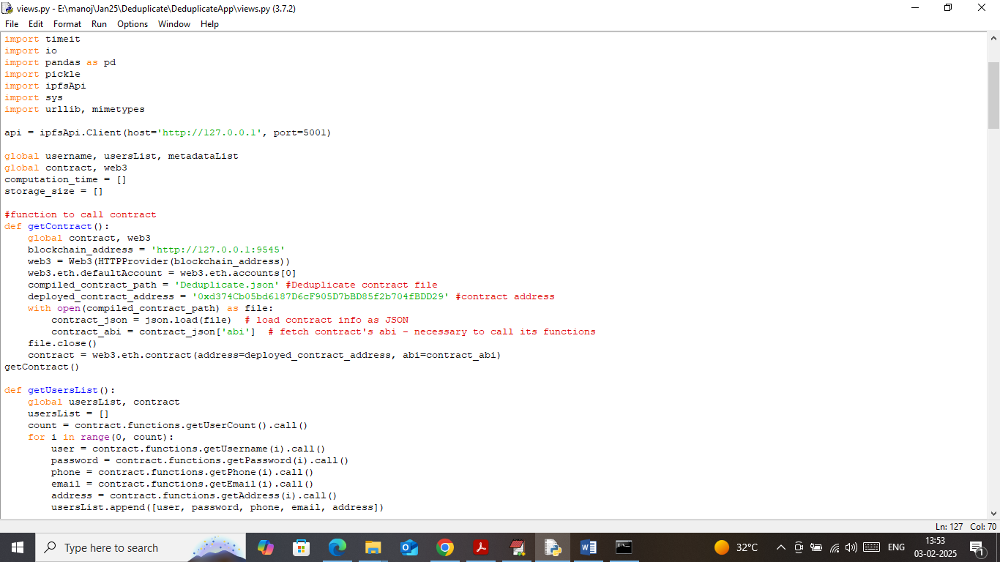 views.py - E:\manoj\Jan25\Deduplicate\DeduplicateApp\views.py (3.7.2)
File Edit Format Run Options Window Help
import timeit
import io
import pandas as pd
import pickle
import ipfsApi
import sys
import urllib, mimetypes
api = ipfsApi.Client(host='http://127.0.0.1', port=5001)
global username, usersList, metadataList
global contract, web3
computation_time = []
storage_size = []
#function to call contract
def getContract():
    global contract, web3
    blockchain_address = 'http://127.0.0.1:9545'
    web3 = Web3(HTTPProvider(blockchain_address))
    web3.eth.defaultAccount = web3.eth.accounts[0]
    compiled_contract_path = 'Deduplicate.json' #Deduplicate contract file
    deployed_contract_address = '0xd374Cb05bd6187D6cF905D7bBD85f2b704fBDD29' #contract address
    with open(compiled_contract_path) as file:
        contract_json = json.load(file)  # load contract info as JSON
        contract_abi = contract_json['abi']  # fetch contract's abi - necessary to call its functions
    file.close()
    contract = web3.eth.contract(address=deployed_contract_address, abi=contract_abi)
getContract()
def getUsersList():
    global usersList, contract
    usersList = []
    count = contract.functions.getUserCount().call()
    for i in range(0, count):
        user = contract.functions.getUsername(i).call()
        password = contract.functions.getPassword(i).call()
        phone = contract.functions.getPhone(i).call()
        email = contract.functions.getEmail(i).call()
        address = contract.functions.getAddress(i).call()
        usersList.append([user, password, phone, email, address])
Ln: 127 Col: 70
Type here to search
32°C
ENG
13:53
03-02-2025
1